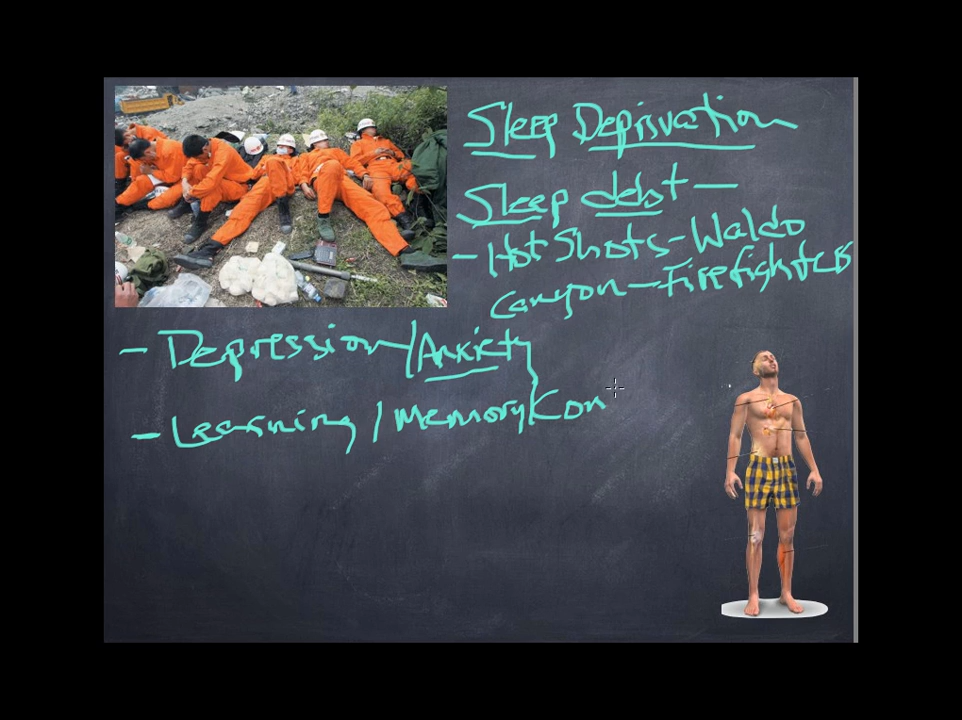 Sleep Deprivation
Sleep debt —
- Hot Shots - Waldo
Canyon — Firefighters
- Depression/Anxiety
- Learning / Memory/Con